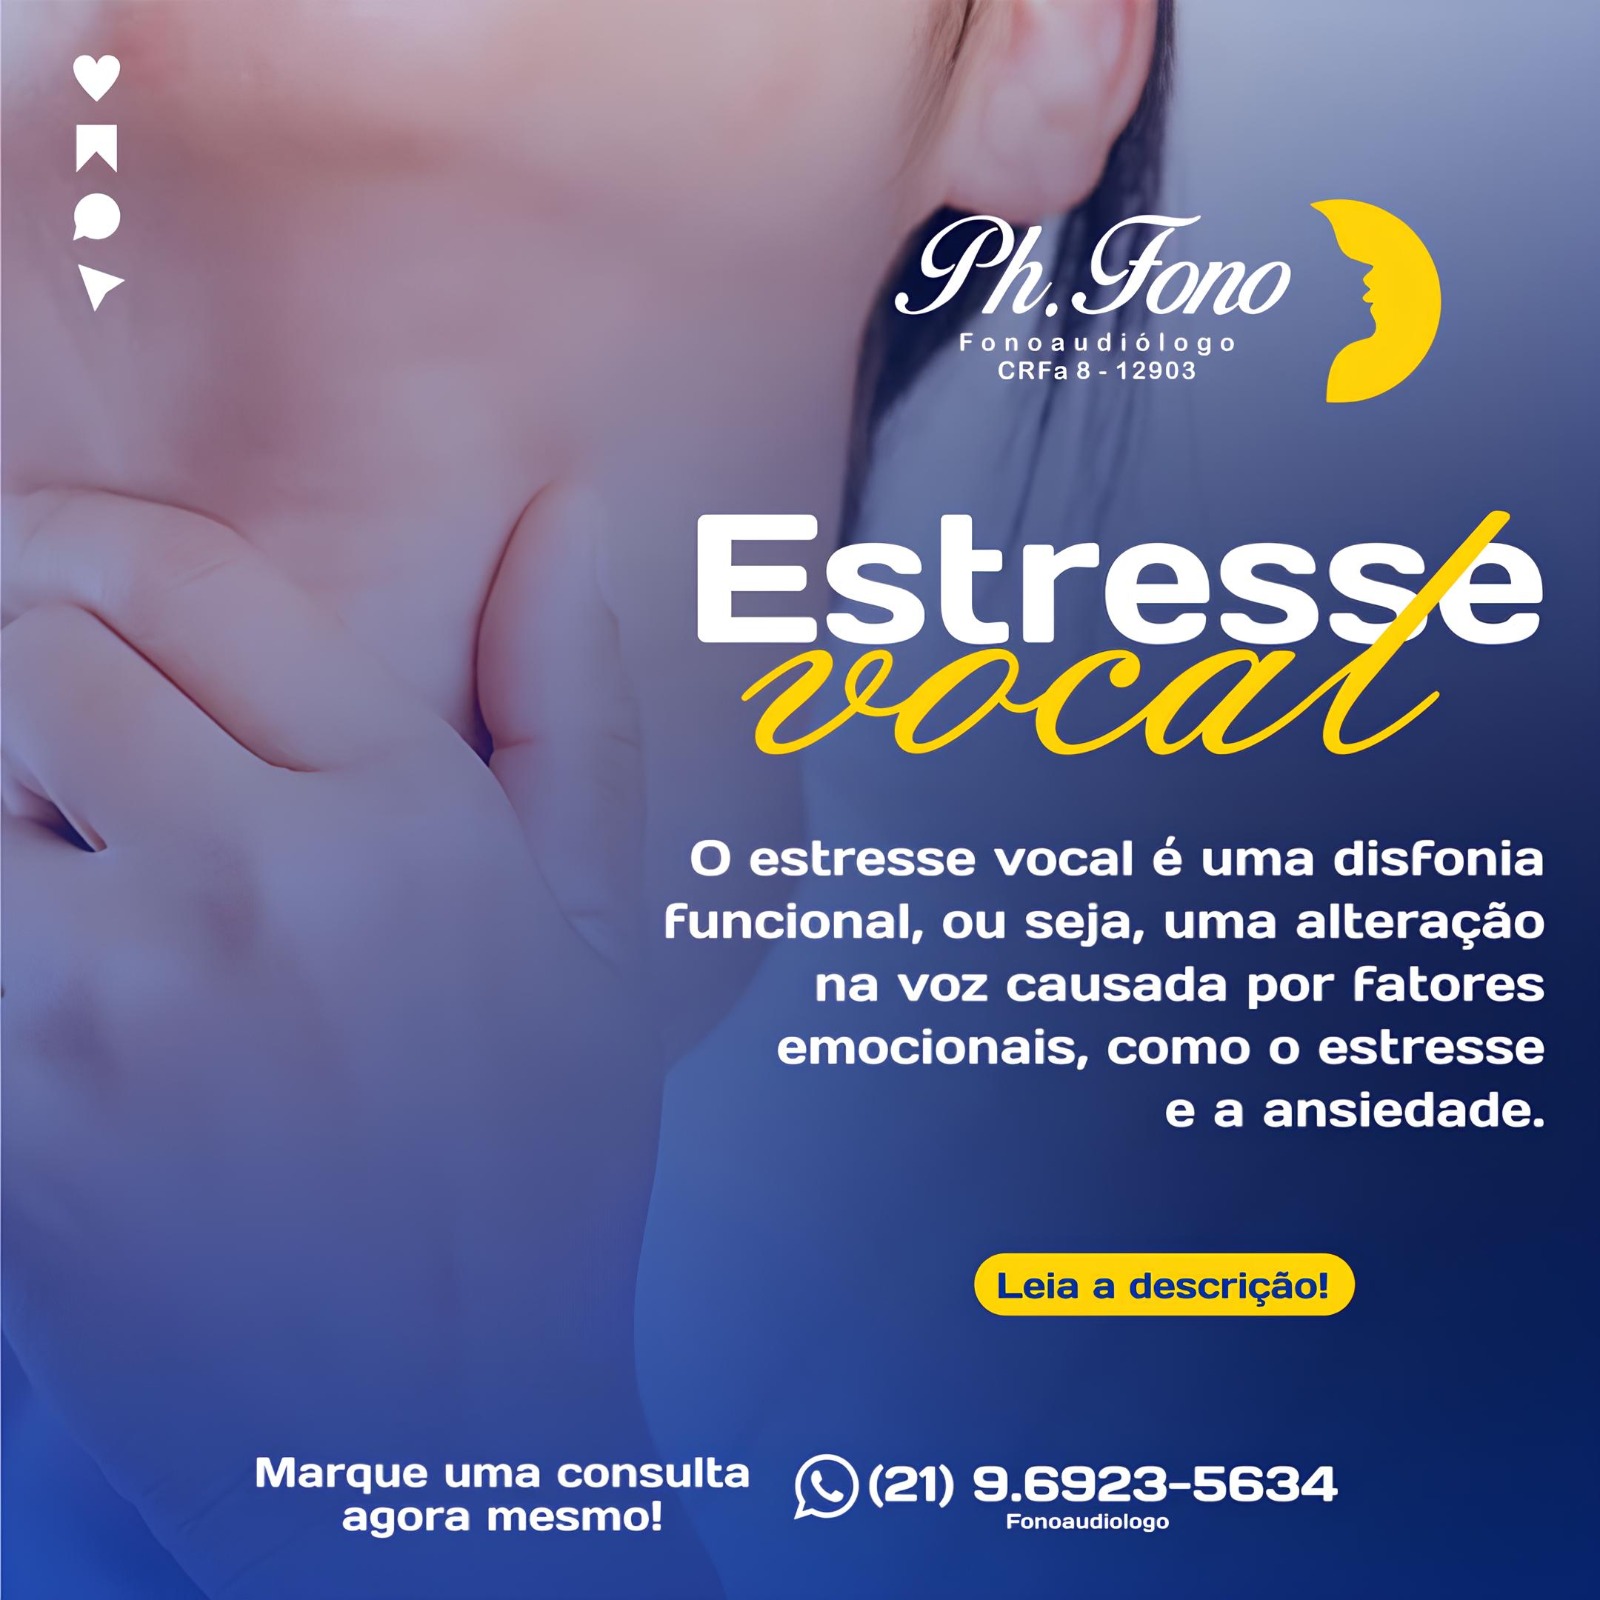 Ph. Fono
Fonoaudiólogo
CRFa 8 - 12903
Estresse
vocal
O estresse vocal é uma disfonia
funcional, ou seja, uma alteração
na voz causada por fatores
emocionais, como o estresse
e a ansiedade.
Leia a descrição!
Marque uma consulta
agora mesmo!
(21) 9.6923-5634
Fonoaudiologo